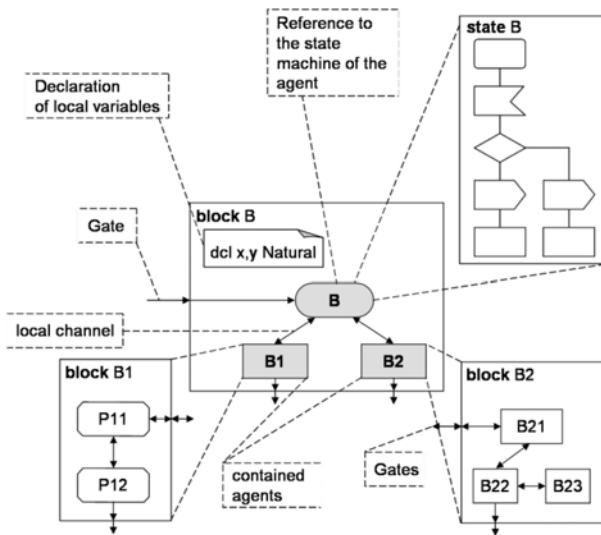 Reference to
the state
machine of the
agent
state B
Declaration
of local variables
block B
Gate
dcl x,y Natural
B
local channel
B1
B2
block B1
block B2
P11
B21
P12
contained
agents
Gates
B22
B23